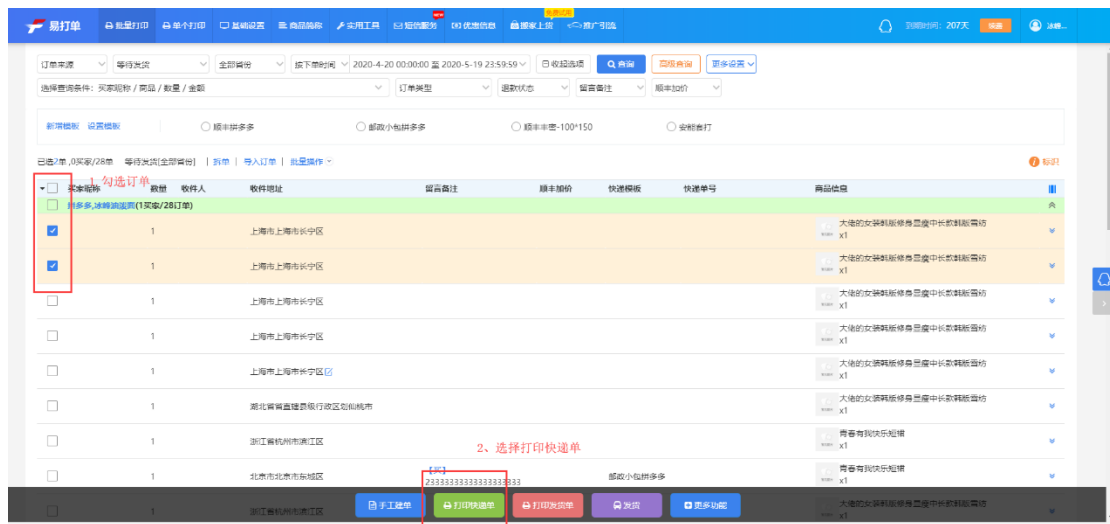 易打单 批量打印 单个打印 基础设置 商品简称 实用工具 短信服务 NEW 优惠信息 搬家上货 免费试用 推广引流 到期时间：207天
订单来源 等待发货 全部省份 按下单时间 2020-4-20 00:00:00 至 2020-5-19 23:59:59 收起选项 查询 高级查询 更多设置
选择查询条件：买家昵称 / 商品 / 数量 / 金额 订单类型 退款状态 留言备注 顺丰加价
新增模板 设置模板 顺丰拼多多 邮政小包拼多多 顺丰丰密-100*150 安能套打
已选2单 ,0买家/28单 等待发货[全部省份] | 拆单 | 导入订单 | 批量操作 标识
1、勾选订单
买家昵称 数量 收件人 收件地址 留言备注 顺丰加价 快递模板 快递单号 商品信息
(1买家/28订单)
1 上海市上海市长宁区 大佬的女装韩版修身显瘦中长款韩版雪纺
x1
1 上海市上海市长宁区 大佬的女装韩版修身显瘦中长款韩版雪纺
x1
1 上海市上海市长宁区 大佬的女装韩版修身显瘦中长款韩版雪纺
x1
1 上海市上海市长宁区 大佬的女装韩版修身显瘦中长款韩版雪纺
x1
1 上海市上海市长宁区 大佬的女装韩版修身显瘦中长款韩版雪纺
x1
1 湖北省省直辖县级行政区划仙桃市 大佬的女装韩版修身显瘦中长款韩版雪纺
x1
1 浙江省杭州市滨江区 青春有我快乐短裙
x1
2、选择打印快递单
1 北京市北京市东城区 【买】 邮政小包拼多多 青春有我快乐短裙
x1
手工建单 打印快递单 打印发货单 发货 更多功能
1 浙江省杭州市滨江区 大佬的女装韩版修身显瘦中长款韩版雪纺